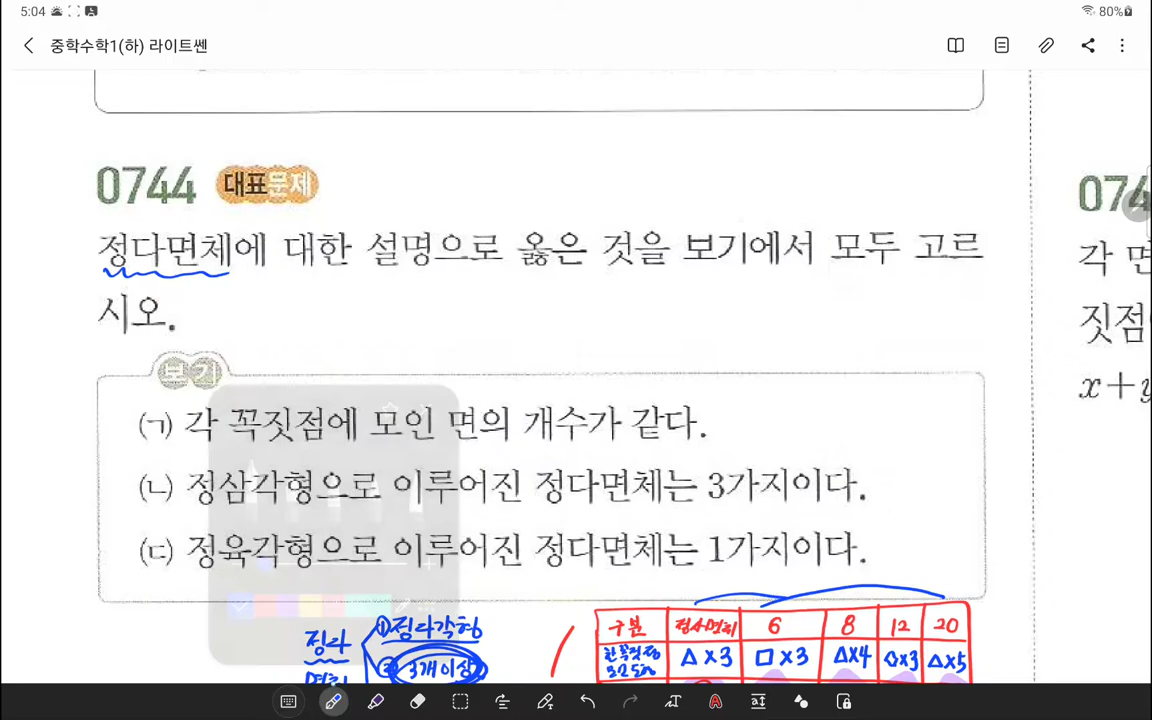 5:04 80%
중학수학1(하) 라이트쎈
0744 대표문제
정다면체에 대한 설명으로 옳은 것을 보기에서 모두 고르
시오.
보기
(ㄱ) 각 꼭짓점에 모인 면의 개수가 같다.
(ㄴ) 정삼각형으로 이루어진 정다면체는 3가지이다.
(ㄷ) 정육각형으로 이루어진 정다면체는 1가지이다.
정다
①정다각형
3개이상
구분 정사면체 6 8 12 20
한꼭짓점 △×3 □×3 △×4 ⬠×3 △×5
074
각 면
짓점
x+y